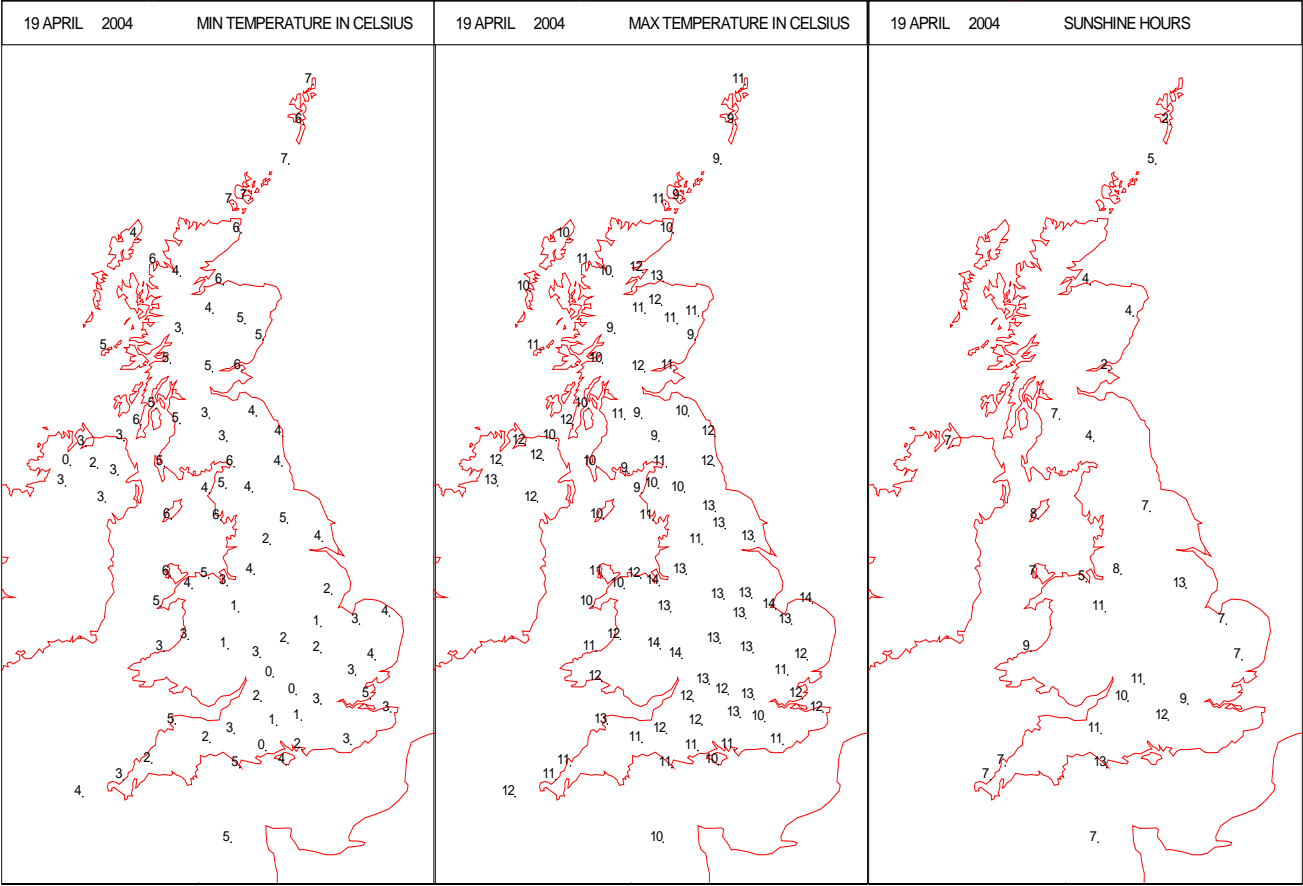 19 APRIL 2004 MIN TEMPERATURE IN CELSIUS
7.
6.
7.
7. 7.
6.
4.
6. 4.
6.
4. 5.
3. 5.
5. 5.
5. 6.
5. 3. 4.
6. 5. 4.
3. 3. 3.
0. 2. 5. 6. 4.
3. 3. 5.
3. 4. 4.
6. 6. 5.
2. 4.
6. 5. 4.
4. 3. 2.
5. 1. 4.
1. 3.
3. 2.
3. 1. 3. 2. 4.
0. 3.
2. 0. 3. 5.
3.
5. 3. 1. 1.
2. 0. 2. 3.
2. 5. 4.
3.
4.
5.
19 APRIL 2004 MAX TEMPERATURE IN CELSIUS
11.
9.
9.
11. 9.
10. 10.
11. 10. 12. 13.
10.
12.
11. 11. 11.
9. 9.
11. 10. 12. 11.
10. 11. 9. 10.
12. 9. 12.
12. 10.
12. 12. 10. 9. 11. 12.
13. 9. 10. 10.
12. 13.
10. 11. 13.
11. 13.
11. 12. 14. 13.
10.
10. 13. 13. 13. 14. 14.
13. 13.
12. 13.
11. 14. 14. 13. 12.
12. 11.
13. 12. 13. 12.
12. 12.
13. 12. 12. 13. 10.
11. 11. 11. 11.
11. 11. 10.
11.
12.
10.
19 APRIL 2004 SUNSHINE HOURS
2.
5.
4.
4.
2.
7. 4.
7.
8. 7.
7. 5. 8. 13.
11. 7.
9. 7.
11.
10. 9.
11. 12.
7. 13.
7.
7.